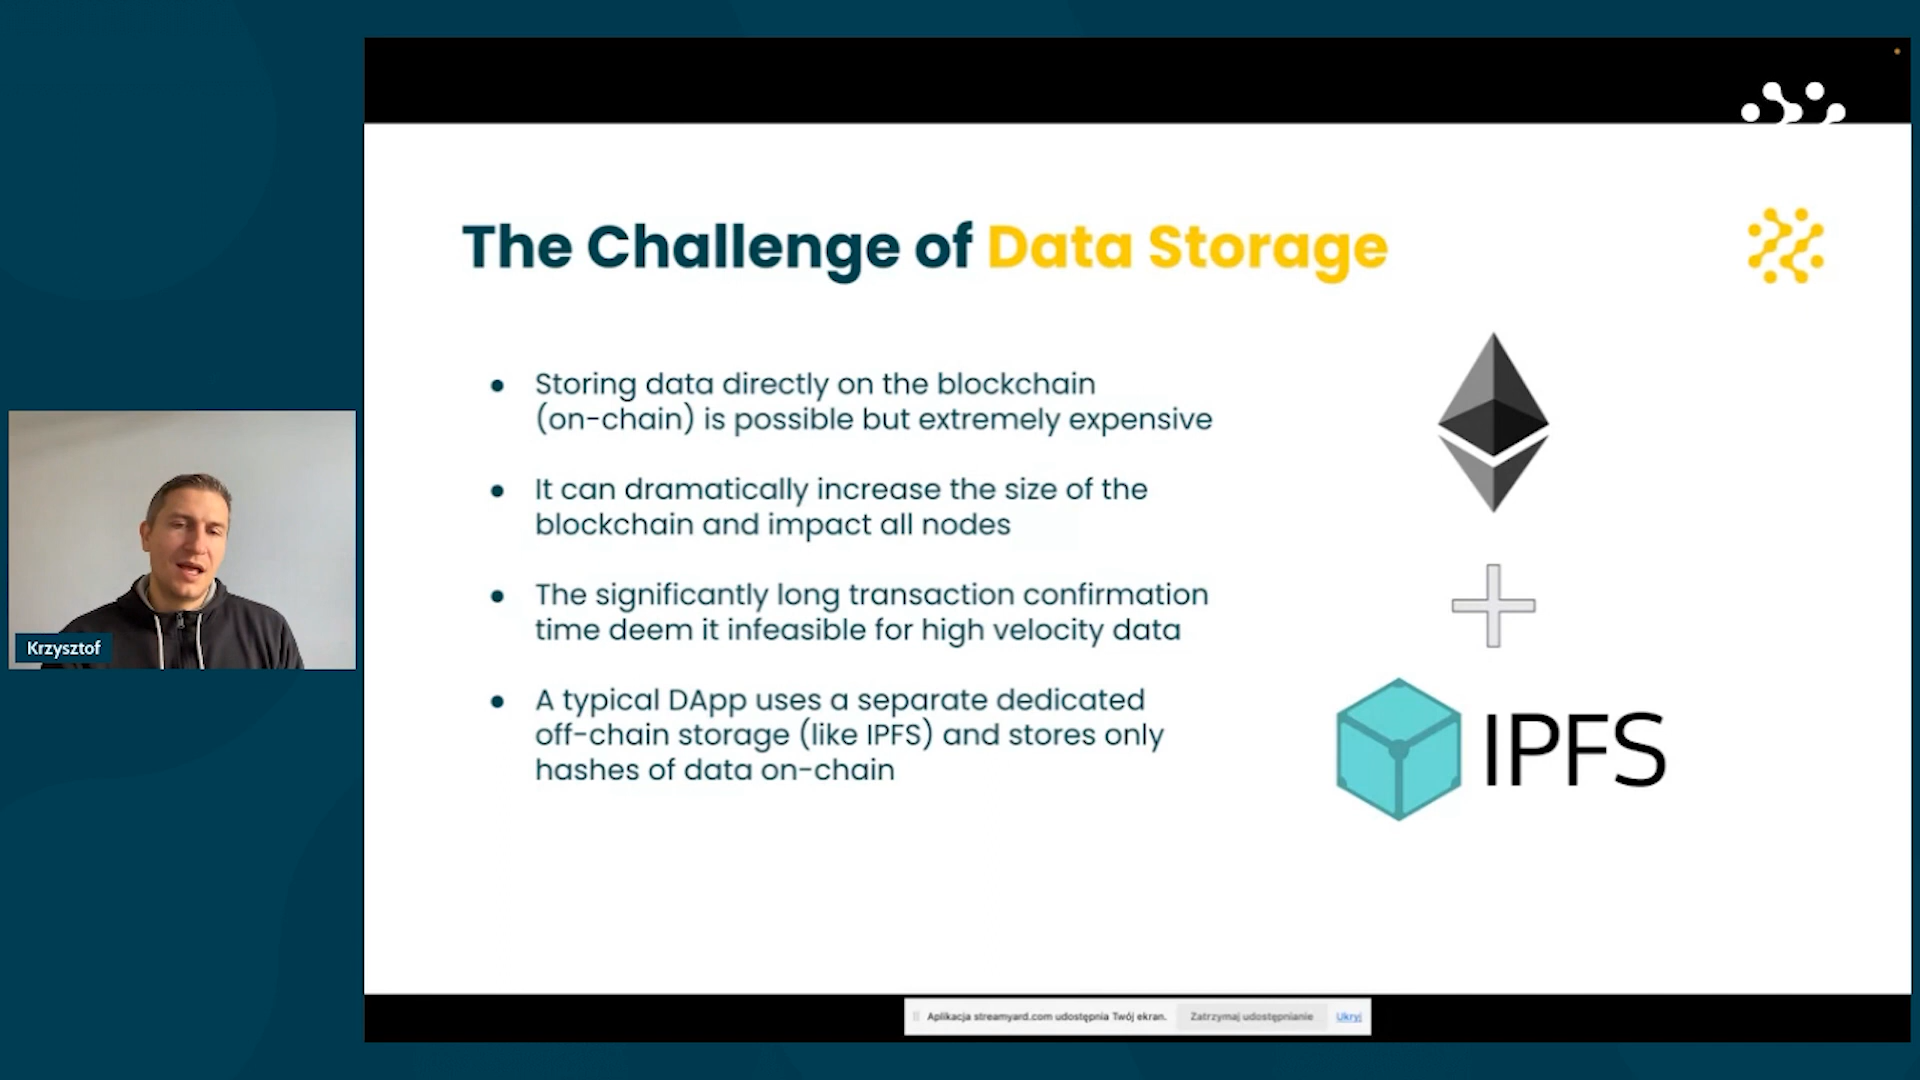 The Challenge of Data Storage
● Storing data directly on the blockchain
(on-chain) is possible but extremely expensive
● It can dramatically increase the size of the
blockchain and impact all nodes
● The significantly long transaction confirmation
time deem it infeasible for high velocity data
● A typical DApp uses a separate dedicated
off-chain storage (like IPFS) and stores only
hashes of data on-chain
IPFS
Krzysztof
Aplikacja streamyard.com udostępnia Twój ekran. Zatrzymaj udostępnianie Ukryj